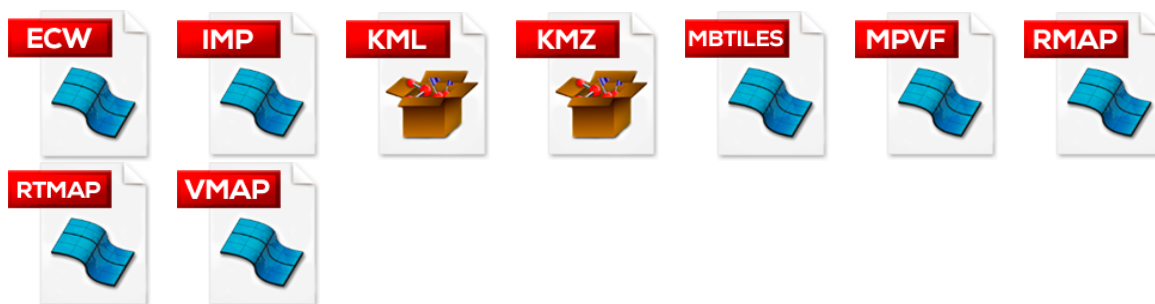 ECW IMP KML KMZ MBTILES MPVF RMAP
RTMAP VMAP